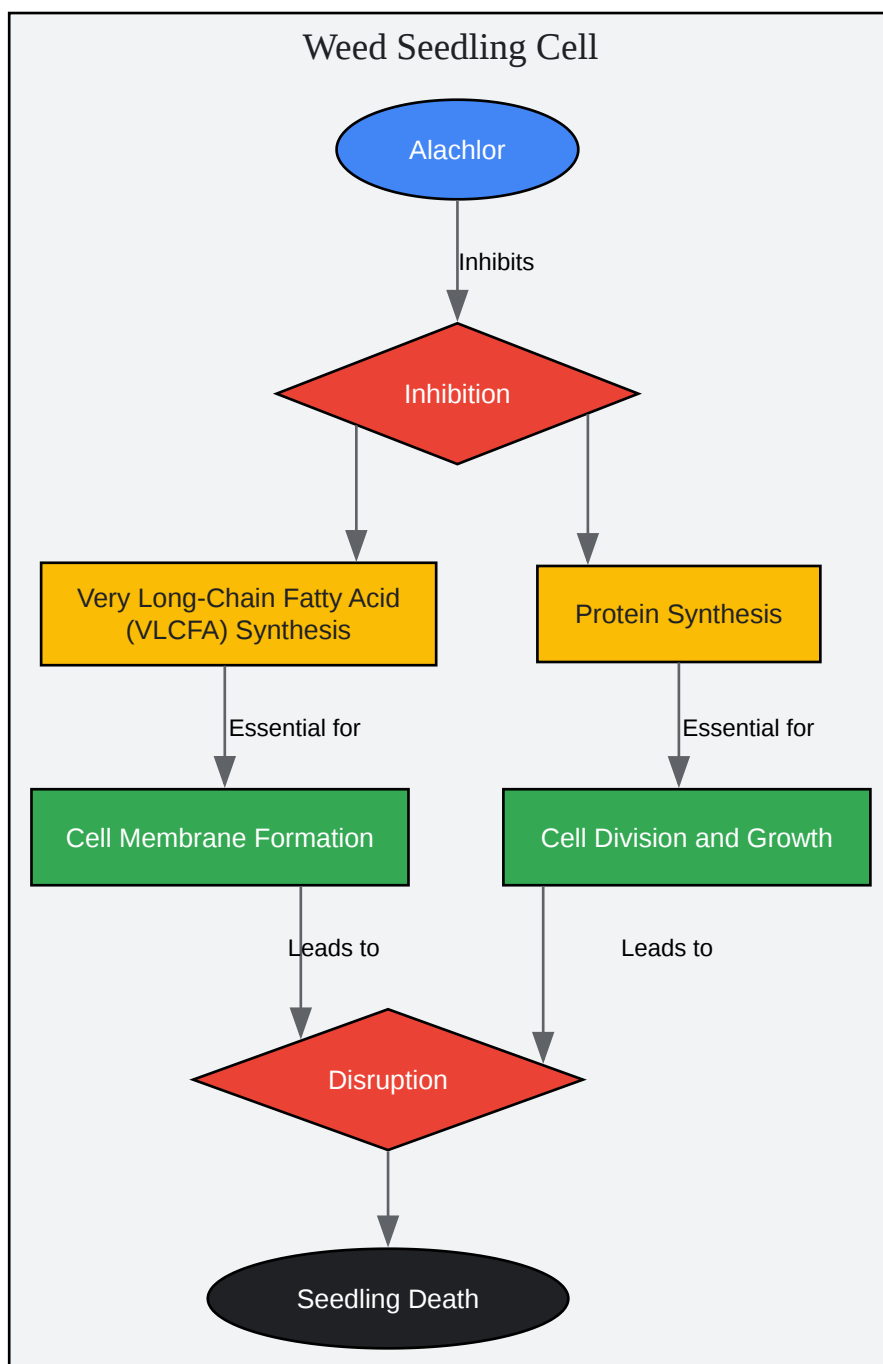 Weed Seedling Cell
Alachlor
Inhibits
Inhibition
Very Long-Chain Fatty Acid
(VLCFA) Synthesis
Protein Synthesis
Essential for
Essential for
Cell Membrane Formation
Cell Division and Growth
Leads to
Leads to
Disruption
Seedling Death